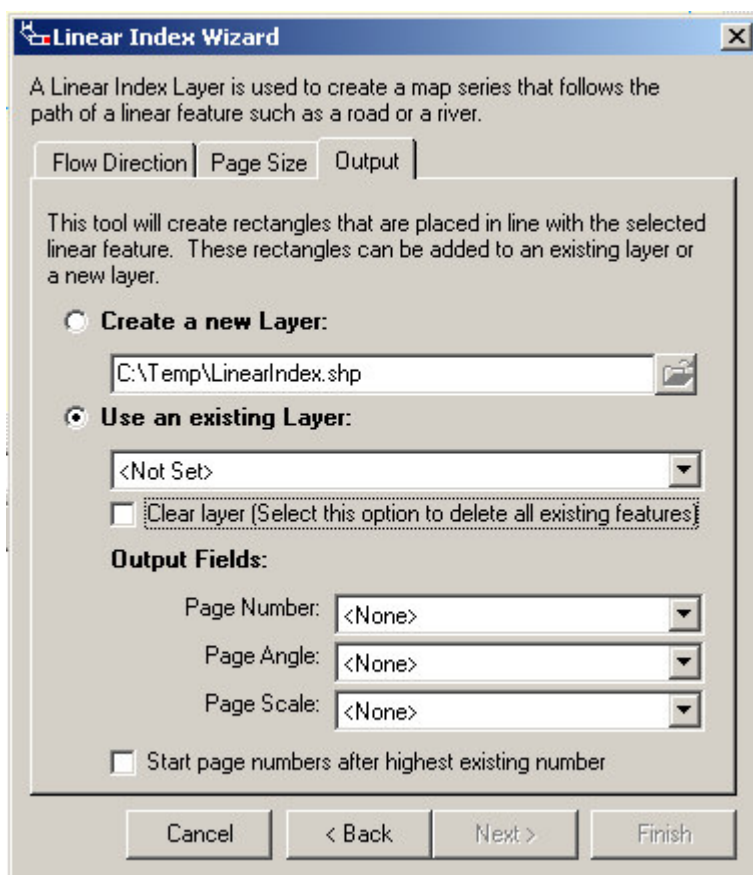 Linear Index Wizard
A Linear Index Layer is used to create a map series that follows the
path of a linear feature such as a road or a river.
Flow Direction Page Size Output
This tool will create rectangles that are placed in line with the selected
linear feature. These rectangles can be added to an existing layer or
a new layer.
Create a new Layer:
C:\Temp\LinearIndex.shp
Use an existing Layer:
<Not Set>
Clear layer (Select this option to delete all existing features)
Output Fields:
Page Number: <None>
Page Angle: <None>
Page Scale: <None>
Start page numbers after highest existing number
Cancel < Back Next > Finish